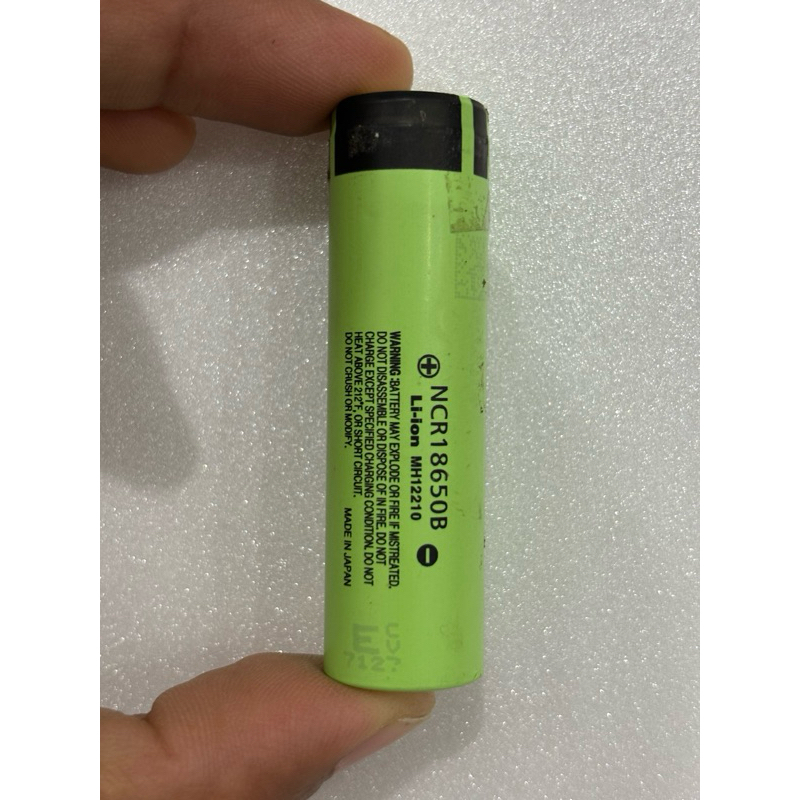 ⊕ NCR18650B ⊖
Li-ion MH12210
WARNING :BATTERY MAY EXPLODE OR FIRE IF MISTREATED.
DO NOT DISASSEMBLE OR DISPOSE OF IN FIRE. DO NOT
CHARGE EXCEPT SPECIFIED CHARGING CONDITION. DO NOT
HEAT ABOVE 212°F, OR SHORT CIRCUIT.
DO NOT CRUSH OR MODIFY. MADE IN JAPAN
7127